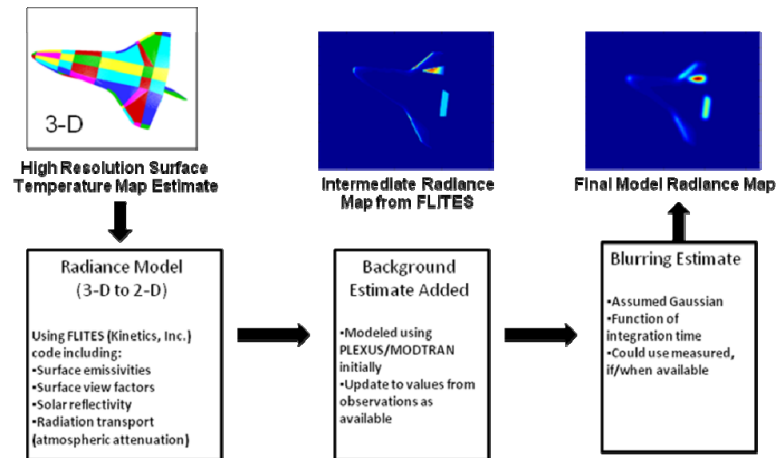 3-D
High Resolution Surface
Temperature Map Estimate
Intermediate Radiance
Map from FLITES
Final Model Radiance Map
Radiance Model
(3-D to 2-D)
Using FLITES (Kinetics, Inc.)
code including:
•Surface emissivities
•Surface view factors
•Solar reflectivity
•Radiation transport
(atmospheric attenuation)
Background
Estimate Added
•Modeled using
PLEXUS/MODTRAN
initially
•Update to values from
observations as
available
Blurring Estimate
•Assumed Gaussian
•Function of
integration time
•Could use measured,
if/when available